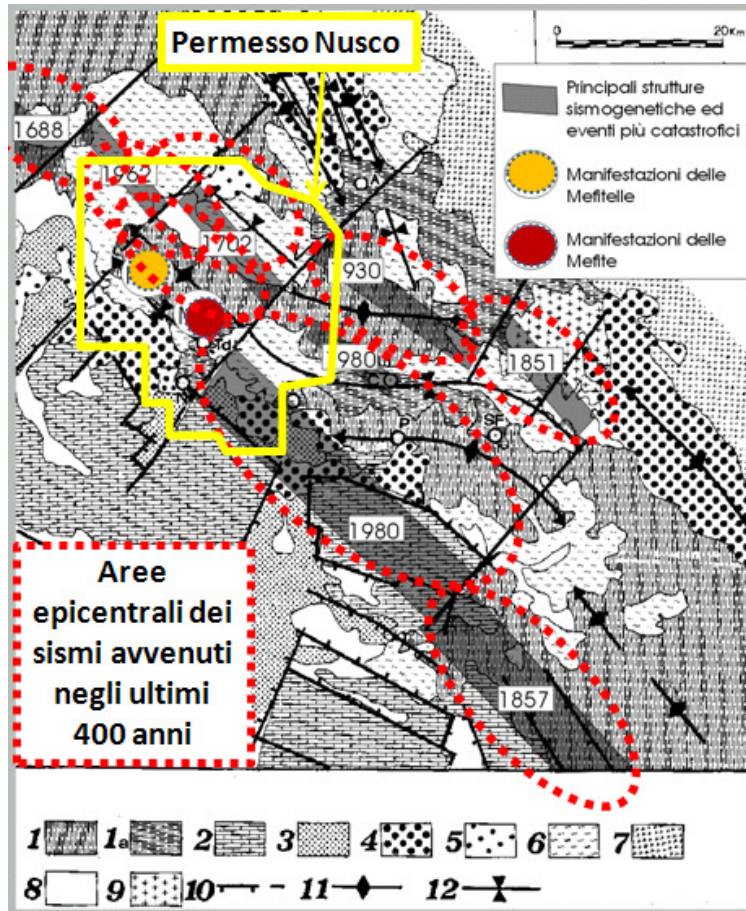 Permesso Nusco
0
20Km
Principali strutture
sismogenetiche ed
eventi più catastrofici
Manifestazioni delle
Mefitelle
Manifestazioni delle
Mefite
1688
1962
A
1702
930
1851
980
P
SF
1980
1857
Aree
epicentrali dei
sismi avvenuti
negli ultimi
400 anni
1 1a 2 3 4 5 6 7
8 9 10 11 12